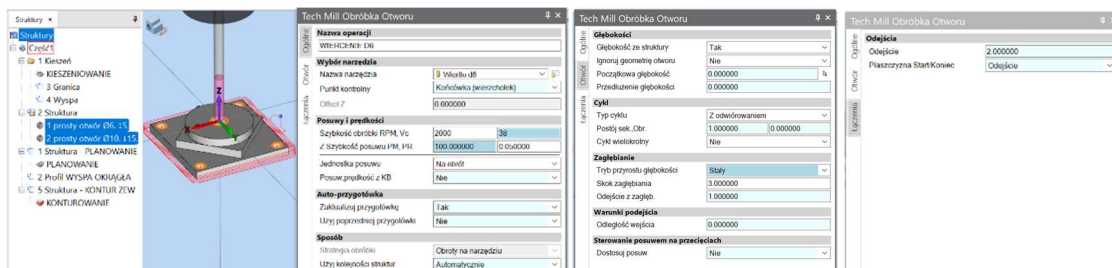 Struktury
Struktury
Część1
1 Kieszeń
KIESZENIOWANIE
3 Granica
4 Wyspa
2 Struktura
1 prosty otwór Ø6, ↧5,
2 prosty otwór Ø10, ↧15,
1 Struktura - PLANOWANIE
PLANOWANIE
2 Profil WYSPA OKRĄGŁA
5 Struktura - KONTUR ZEW
KONTUROWANIE
Z
X
Y
Tech Mill Obróbka Otworu
Ogólne
Otwór
Łączenia
Nazwa operacji
WIERCENIE D6
Wybór narzędzia
Nazwa narzędzia Wiertło d6
Punkt kontrolny Końcówka (wierzchołek)
Offset Z 0.000000
Posuwy i prędkości
Szybkość obróbki RPM, Vc 2000 38
Z Szybkość posuwu PM, PR 100.000000 0.050000
Jednostka posuwu Na obrót
Posuw,prędkość z KB Nie
Auto-przygotówka
Zaktualizuj przygotówkę Tak
Użyj poprzedniej przygotówki Nie
Sposób
Strategia obróbki Obroty na narzędziu
Użyj kolejności struktur Automatycznie
Tech Mill Obróbka Otworu
Ogólne
Otwór
Łączenia
Głębokości
Głębokość ze struktury Tak
Ignoruj geometrię otworu Nie
Początkowa głębokość 0.000000
Przedłużenie głębokości 0.000000
Cykl
Typ cyklu Z odwiórowaniem
Postój sek.,Obr. 1.000000 0.000000
Cykl wielokrotny Nie
Zagłębianie
Tryb przyrostu głębokości Stały
Skok zagłębiania 3.000000
Odejście z zagłęb. 1.000000
Warunki podejścia
Odległość wejścia 0.000000
Sterowanie posuwem na przecięciach
Dostosuj posuw Nie
Tech Mill Obróbka Otworu
Ogólne
Otwór
Łączenia
Odejścia
Odejście 2.000000
Płaszczyzna Start/Koniec Odejście